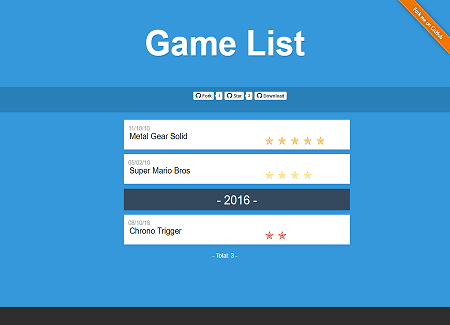 Fork me on GitHub
Game List
Fork 1 Star 3 Download
11/10/10
Metal Gear Solid
05/02/10
Super Mario Bros
- 2016 -
08/10/16
Chrono Trigger
- Total: 3 -